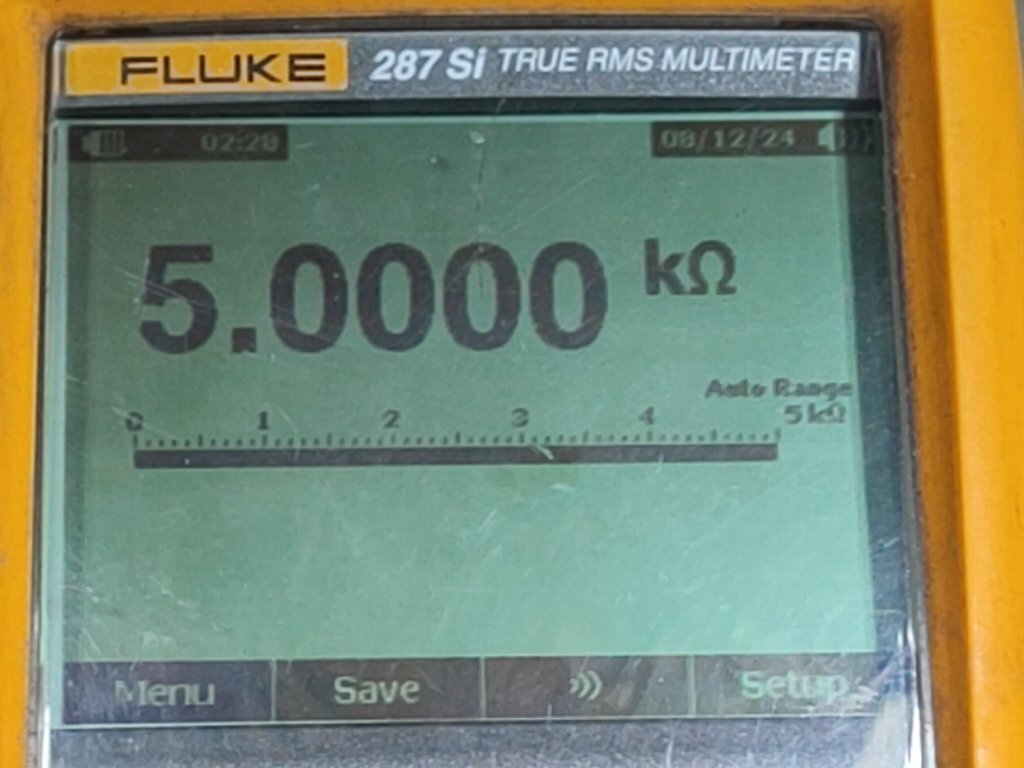 FLUKE 287 Si TRUE RMS MULTIMETER
02:28 08/12/24
5.0000 kΩ
Auto Range
0 1 2 3 4 5 kΩ
Menu Save Setup